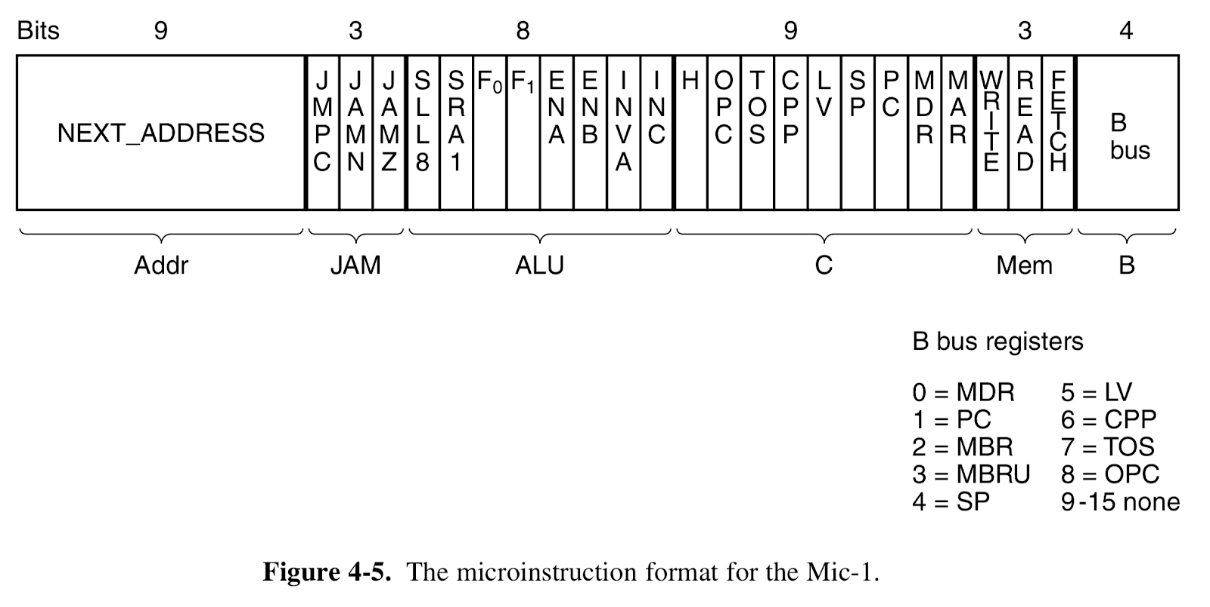 Bits 9 3 8 9 3 4
NEXT_ADDRESS JMPC JAMN JAMZ SLL8 SRA1 F0 F1 ENA ENB INVA INC H OPC TOS CPP LV SP PC MDR MAR WRITE READ FETCH B bus
Addr JAM ALU C Mem B
B bus registers
0 = MDR 5 = LV
1 = PC 6 = CPP
2 = MBR 7 = TOS
3 = MBRU 8 = OPC
4 = SP 9-15 none
Figure 4-5. The microinstruction format for the Mic-1.